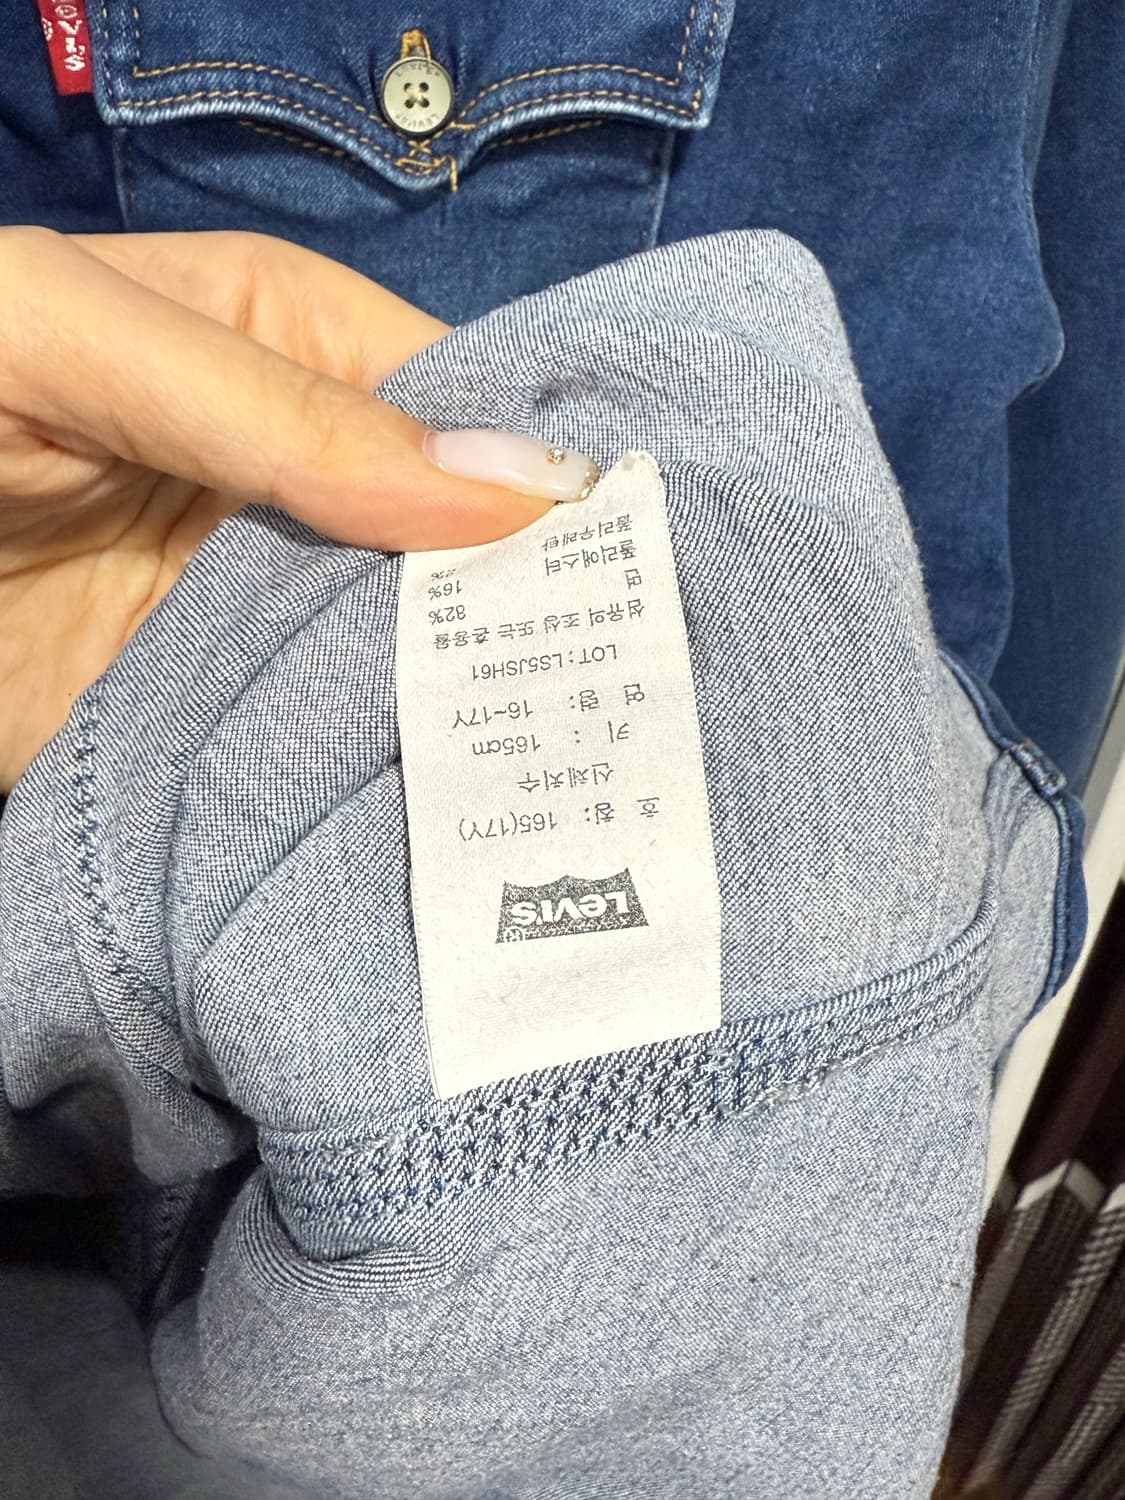 LEVI'S
LEVI'S®
호 칭: 165(17Y)
신체치수
키 : 165cm
연 령: 16~17Y
LOT:LS5JSH61
섬유의 조성 또는 혼용율
면 82%
폴리에스터 16%
폴리우레탄 2%